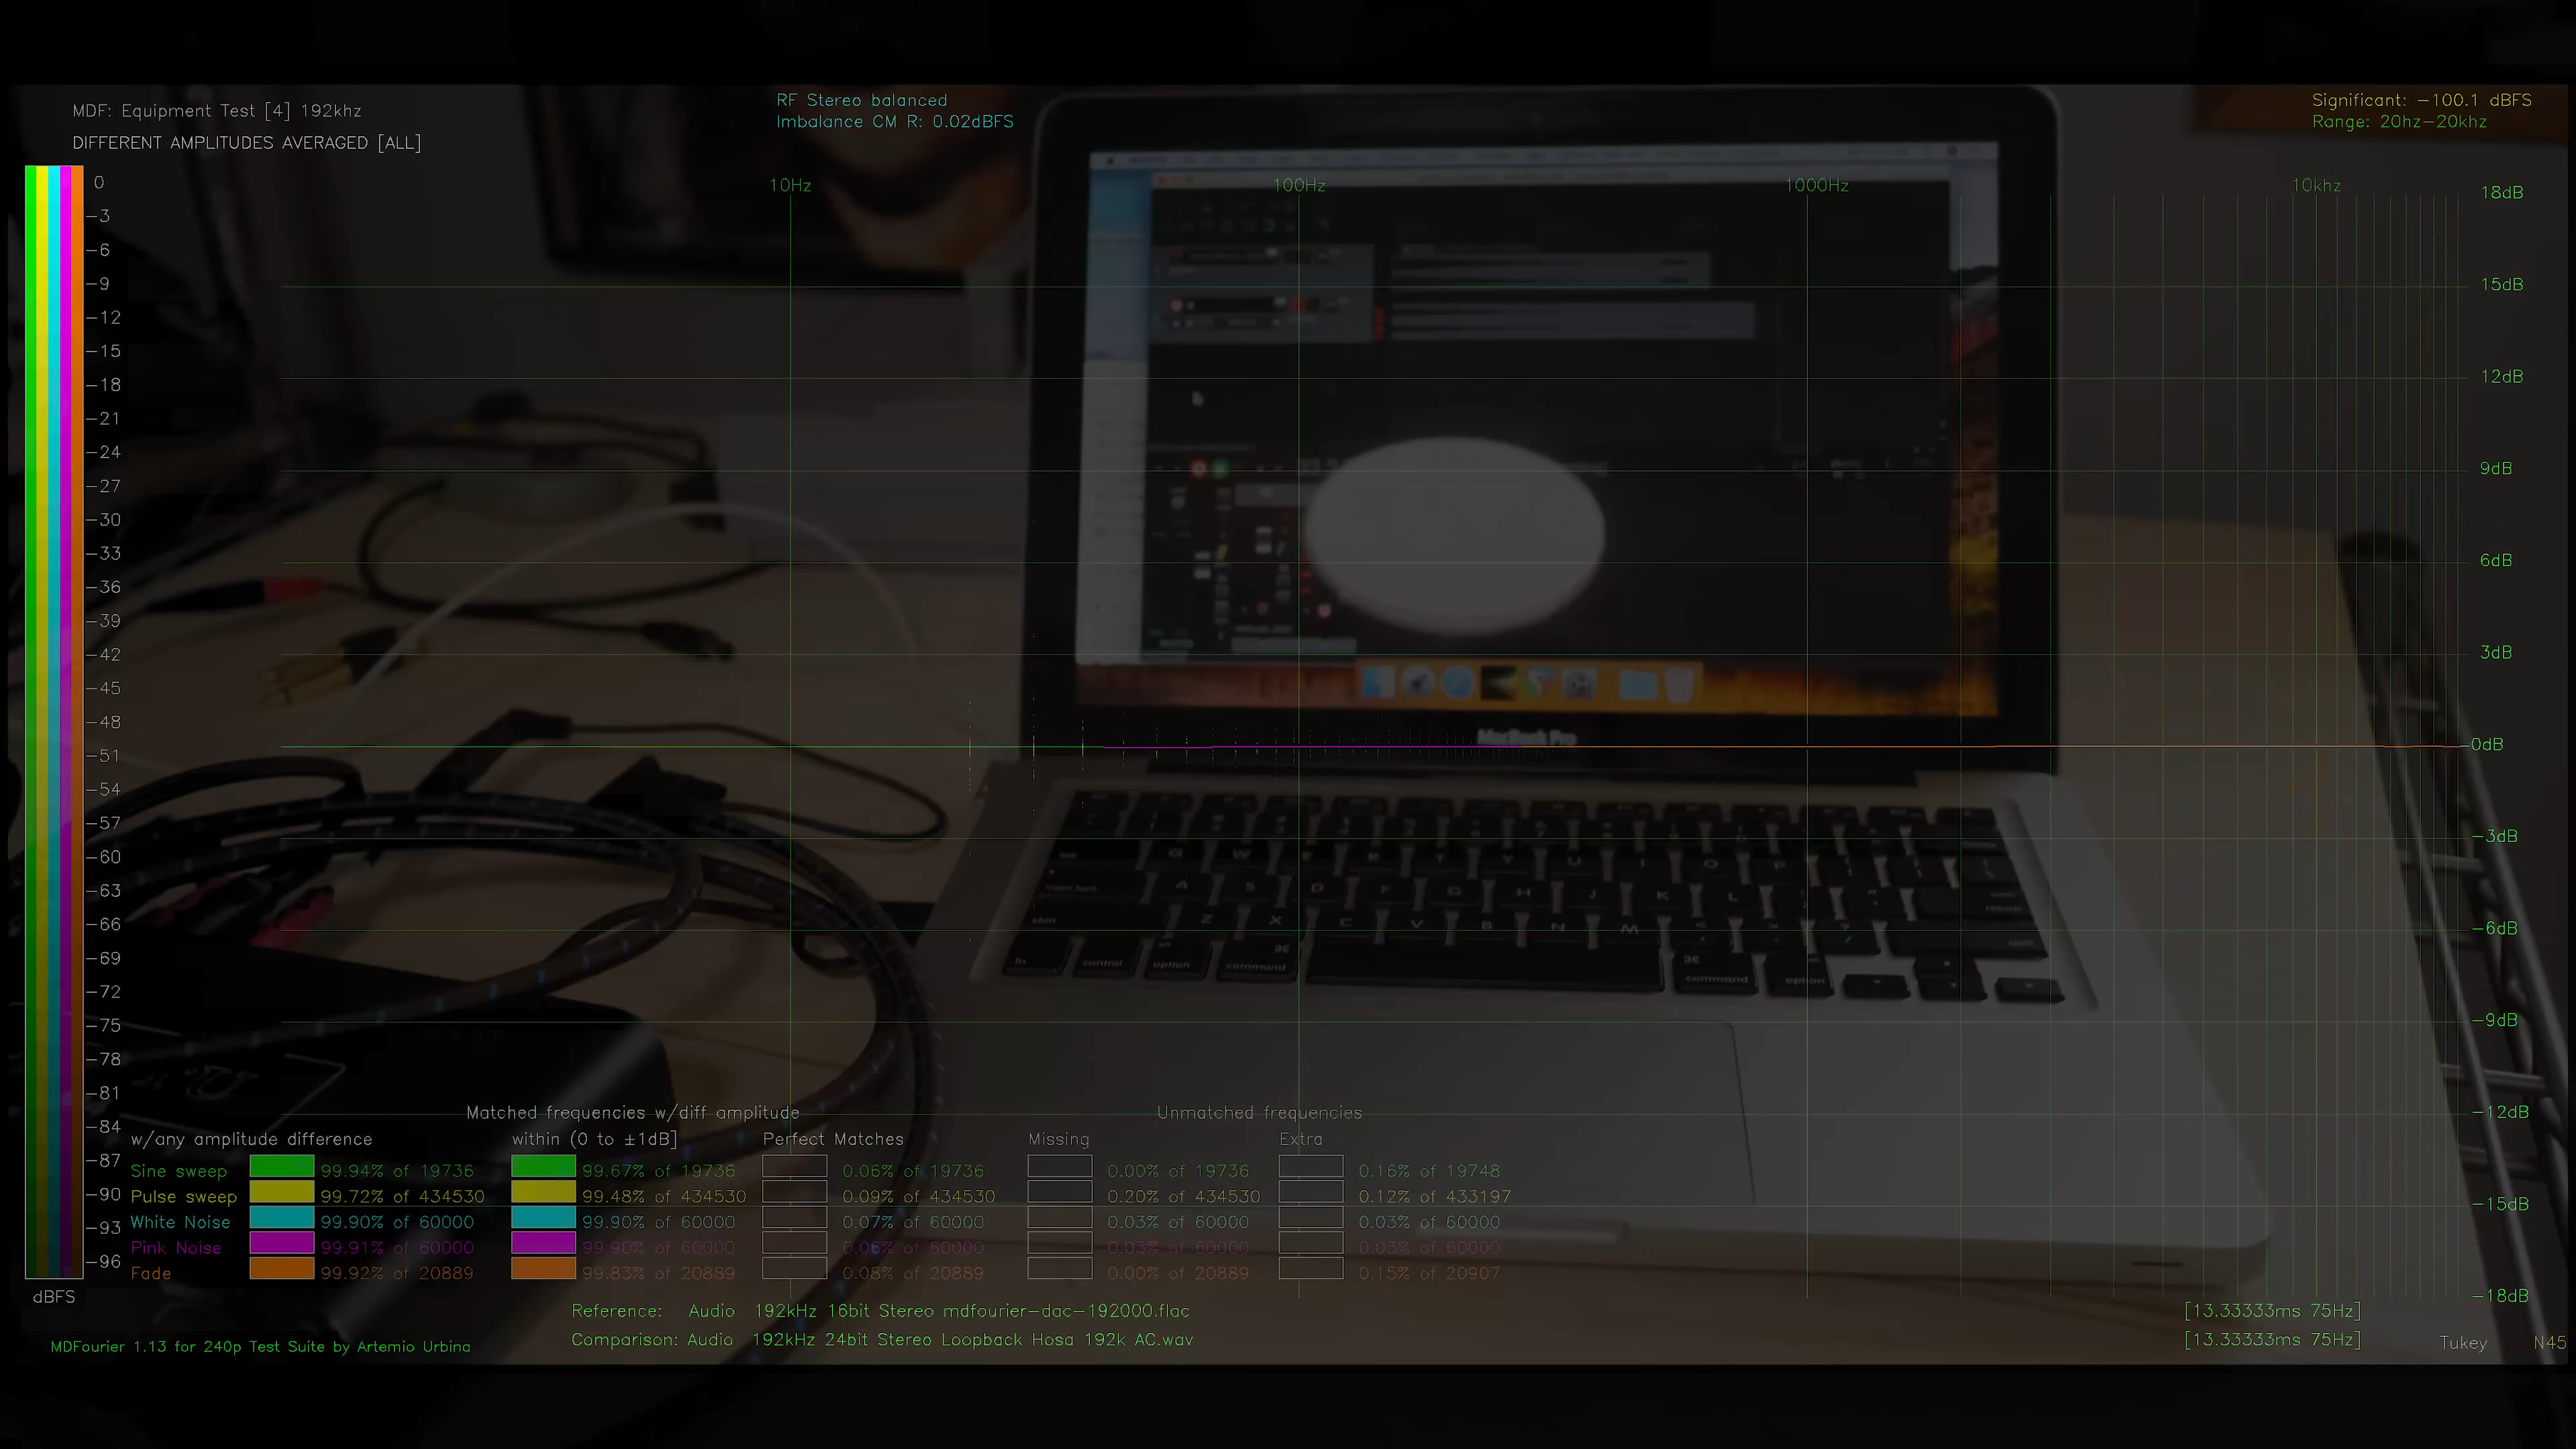 MDF: Equipment Test [4] 192khz
DIFFERENT AMPLITUDES AVERAGED [ALL]
RF Stereo balanced
Imbalance CM R: 0.02dBFS
Significant: -100.1 dBFS
Range: 20hz-20khz
10Hz 100Hz 1000Hz 10khz
18dB
15dB
12dB
9dB
6dB
3dB
0dB
-3dB
-6dB
-9dB
-12dB
-15dB
-18dB
0
-3
-6
-9
-12
-15
-18
-21
-24
-27
-30
-33
-36
-39
-42
-45
-48
-51
-54
-57
-60
-63
-66
-69
-72
-75
-78
-81
-84
-87
-90
-93
-96
dBFS
MacBook Pro
Matched frequencies w/diff amplitude Unmatched frequencies
w/any amplitude difference within (0 to ±1dB] Perfect Matches Missing Extra
Sine sweep 99.94% of 19736 99.67% of 19736 0.06% of 19736 0.00% of 19736 0.16% of 19748
Pulse sweep 99.72% of 434530 99.48% of 434530 0.09% of 434530 0.20% of 434530 0.12% of 433197
White Noise 99.90% of 60000 99.90% of 60000 0.07% of 60000 0.03% of 60000 0.03% of 60000
Pink Noise 99.91% of 60000 99.90% of 60000 0.06% of 60000 0.03% of 60000 0.03% of 60000
Fade 99.92% of 20889 99.83% of 20889 0.08% of 20889 0.00% of 20889 0.15% of 20907
Reference: Audio 192kHz 16bit Stereo mdfourier-dac-192000.flac [13.33333ms 75Hz]
Comparison: Audio 192kHz 24bit Stereo Loopback Hosa 192k AC.wav [13.33333ms 75Hz]
MDFourier 1.13 for 240p Test Suite by Artemio Urbina
Tukey N45